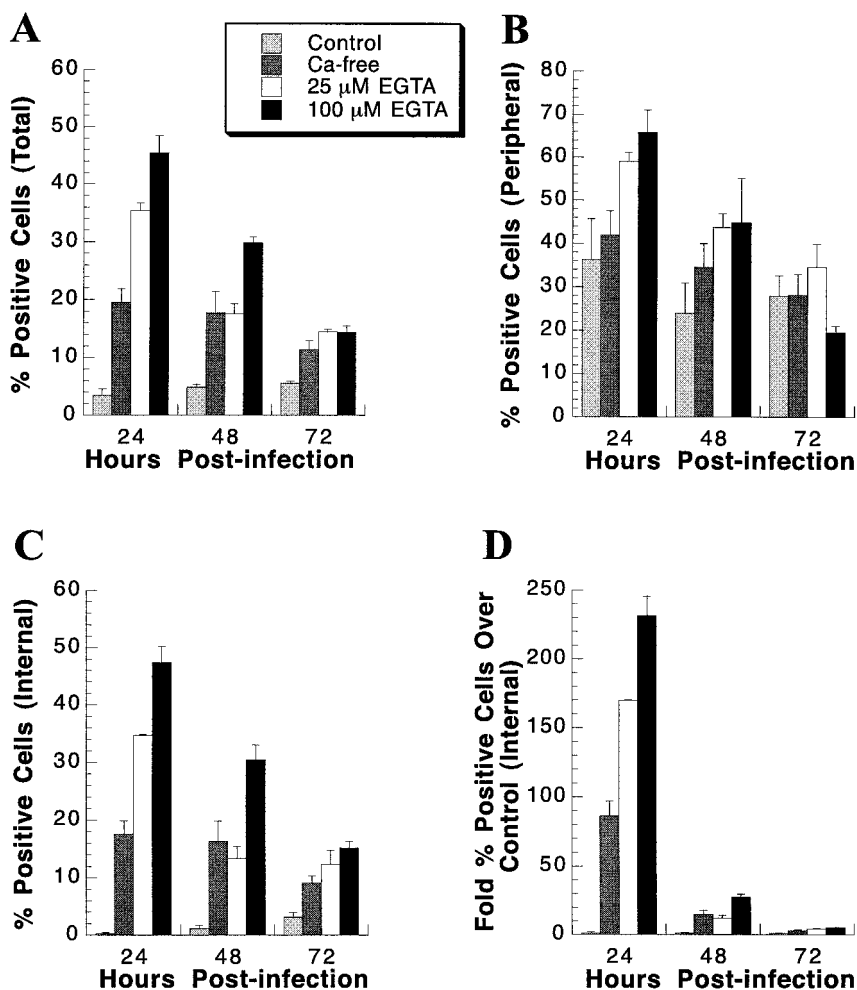 A
Control
Ca-free
25 µM EGTA
100 µM EGTA
% Positive Cells (Total)
60
50
40
30
20
10
0
24 48 72
Hours Post-infection
B
% Positive Cells (Peripheral)
80
70
60
50
40
30
20
10
0
24 48 72
Hours Post-infection
C
% Positive Cells (Internal)
60
50
40
30
20
10
0
24 48 72
Hours Post-infection
D
Fold % Positive Cells Over
Control (Internal)
250
200
150
100
50
0
24 48 72
Hours Post-infection